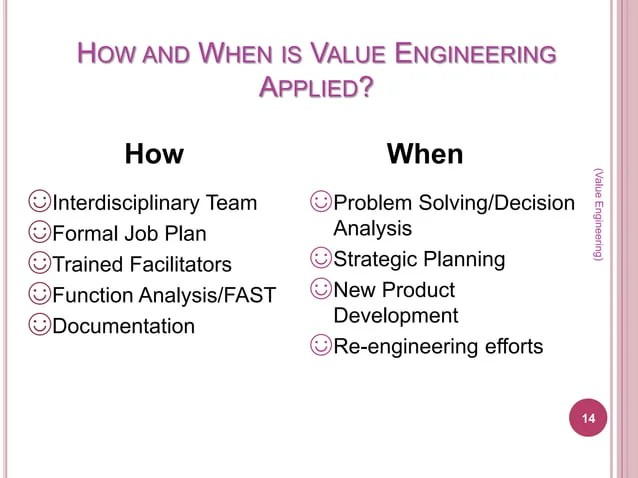 How and When is Value Engineering
Applied?
How
Interdisciplinary Team
Formal Job Plan
Trained Facilitators
Function Analysis/FAST
Documentation
When
Problem Solving/Decision
Analysis
Strategic Planning
New Product
Development
Re-engineering efforts
(Value Engineering)
14